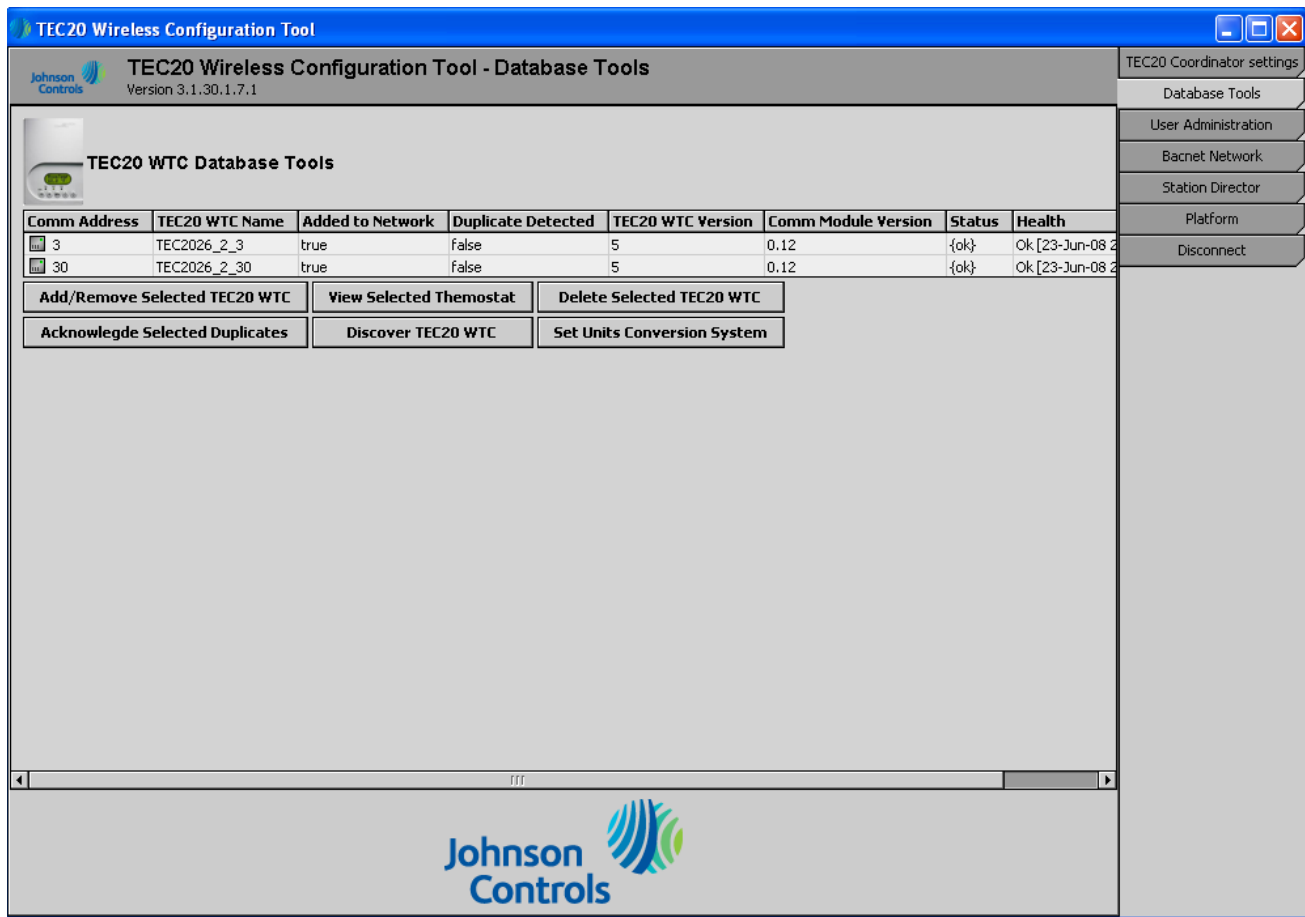 TEC20 Wireless Configuration Tool
Johnson Controls
TEC20 Wireless Configuration Tool - Database Tools
Version 3.1.30.1.7.1
TEC20 Coordinator settings
Database Tools
User Administration
Bacnet Network
Station Director
Platform
Disconnect
TEC20 WTC Database Tools
Comm Address TEC20 WTC Name Added to Network Duplicate Detected TEC20 WTC Version Comm Module Version Status Health
3 TEC2026_2_3 true false 5 0.12 {ok} Ok [23-Jun-08 2
30 TEC2026_2_30 true false 5 0.12 {ok} Ok [23-Jun-08 2
Add/Remove Selected TEC20 WTC View Selected Themostat Delete Selected TEC20 WTC
Acknowlegde Selected Duplicates Discover TEC20 WTC Set Units Conversion System
Johnson
Controls